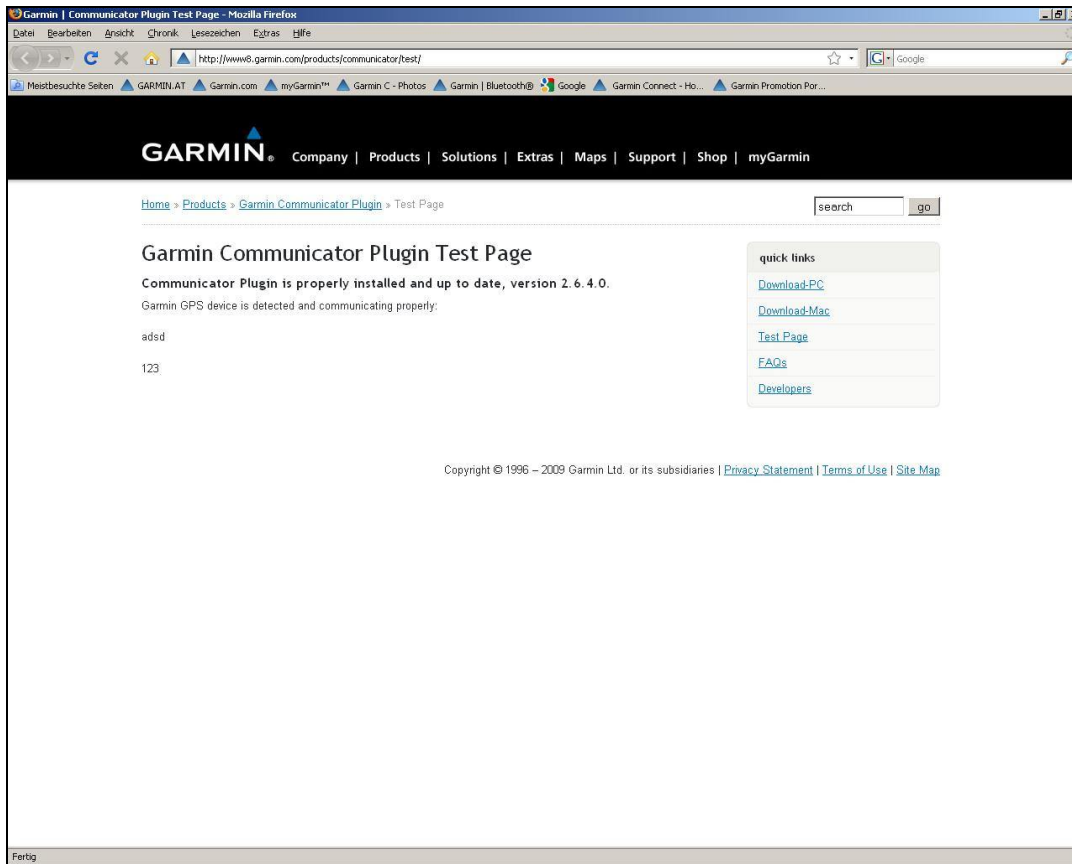 Garmin | Communicator Plugin Test Page - Mozilla Firefox
Datei Bearbeiten Ansicht Chronik Lesezeichen Extras Hilfe
http://www8.garmin.com/products/communicator/test/ G Google
Meistbesuchte Seiten GARMIN.AT Garmin.com myGarmin™ Garmin C - Photos Garmin | Bluetooth® Google Garmin Connect - Ho... Garmin Promotion Por...
GARMIN® Company | Products | Solutions | Extras | Maps | Support | Shop | myGarmin
Home » Products » Garmin Communicator Plugin » Test Page search go
Garmin Communicator Plugin Test Page
Communicator Plugin is properly installed and up to date, version 2.6.4.0.
Garmin GPS device is detected and communicating properly:
adsd
123
quick links
Download-PC
Download-Mac
Test Page
FAQs
Developers
Copyright © 1996 – 2009 Garmin Ltd. or its subsidiaries | Privacy Statement | Terms of Use | Site Map
Fertig